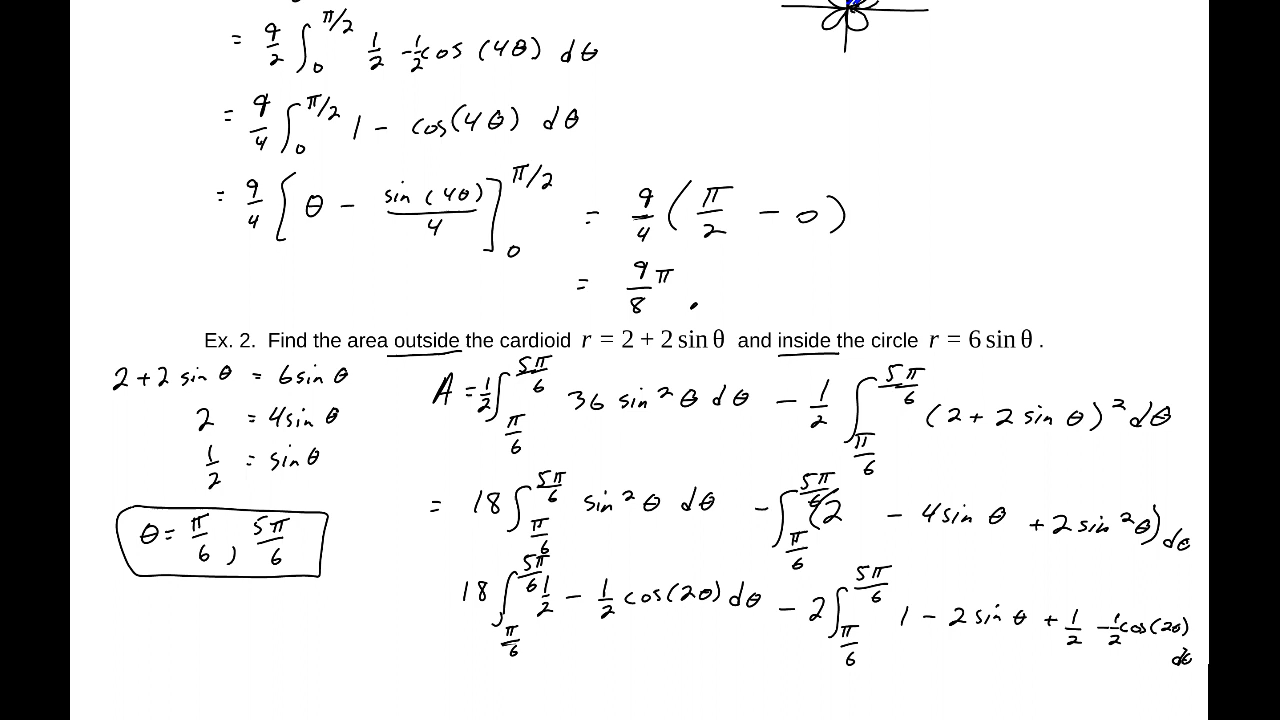 = 9/2 ∫_0^{π/2} 1/2 - 1/2 cos (4θ) dθ
= 9/4 ∫_0^{π/2} 1 - cos(4θ) dθ
= 9/4 [ θ - sin(4θ)/4 ]_0^{π/2} = 9/4 ( π/2 - 0 )
= 9/8 π .
Ex. 2. Find the area outside the cardioid r = 2 + 2 sin θ and inside the circle r = 6 sin θ .
2 + 2 sin θ = 6 sin θ
2 = 4 sin θ
1/2 = sin θ
θ = π/6 , 5π/6
A = 1/2 ∫_{π/6}^{5π/6} 36 sin² θ dθ - 1/2 ∫_{π/6}^{5π/6} (2 + 2 sin θ)² dθ
= 18 ∫_{π/6}^{5π/6} sin² θ dθ - ∫_{π/6}^{5π/6} (2 - 4 sin θ + 2 sin² θ) dθ
18 ∫_{π/6}^{5π/6} 1/2 - 1/2 cos(2θ) dθ - 2 ∫_{π/6}^{5π/6} 1 - 2 sin θ + 1/2 - 1/2 cos(2θ) dθ